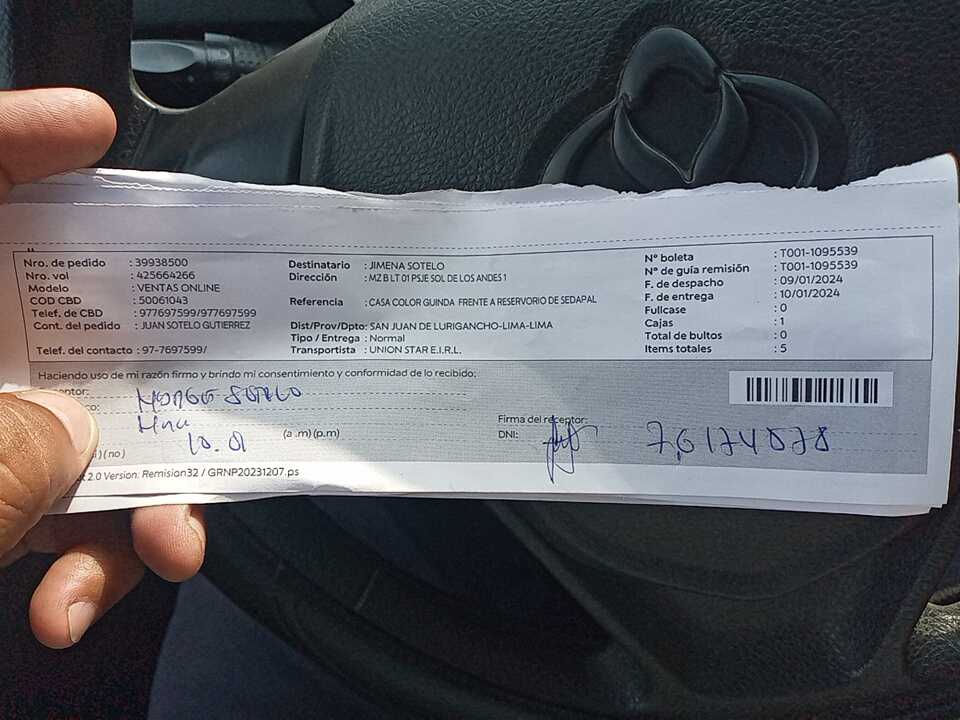 Nro. de pedido : 39938500
Nro. vol : 425664266
Modelo : VENTAS ONLINE
COD CBD : 50061043
Telef. de CBD : 977697599/977697599
Cont. del pedido : JUAN SOTELO GUTIERREZ
Telef. del contacto : 97-7697599/
Destinatario : JIMENA SOTELO
Dirección : MZ B LT 01 PSJE SOL DE LOS ANDES 1
Referencia : CASA COLOR GUINDA FRENTE A RESERVORIO DE SEDAPAL
Dist/Prov/Dpto: SAN JUAN DE LURIGANCHO-LIMA-LIMA
Tipo / Entrega : Normal
Transportista : UNION STAR E.I.R.L.
N° boleta : T001-1095539
N° de guía remisión : T001-1095539
F. de despacho : 09/01/2024
F. de entrega : 10/01/2024
Fullcase : 0
Cajas : 1
Total de bultos : 0
Items totales : 5
Haciendo uso de mi razón firmo y brindo mi consentimiento y conformidad de lo recibido;
SOTELO
10.01
(a .m) (p.m)
) ( no )
Firma del receptor:
DNI: 76174078
2.0 Version: Remision32 / GRNP20231207.ps